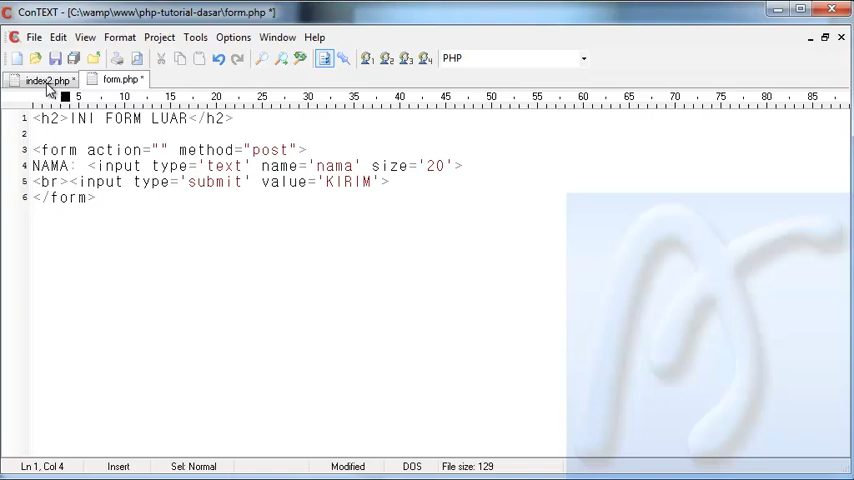 ConTEXT - [C:\wamp\www\php-tutorial-dasar\form.php *]
File Edit View Format Project Tools Options Window Help
1 2 3 4 PHP
index2.php * form.php *
5 10 15 20 25 30 35 40 45 50 55 60 65 70 75 80 85
1 <h2>INI FORM LUAR</h2>
2
3 <form action="" method="post">
4 NAMA: <input type='text' name='nama' size='20'>
5 <br><input type='submit' value='KIRIM'>
6 </form>
Ln 1, Col 4 Insert Sel: Normal Modified DOS File size: 129